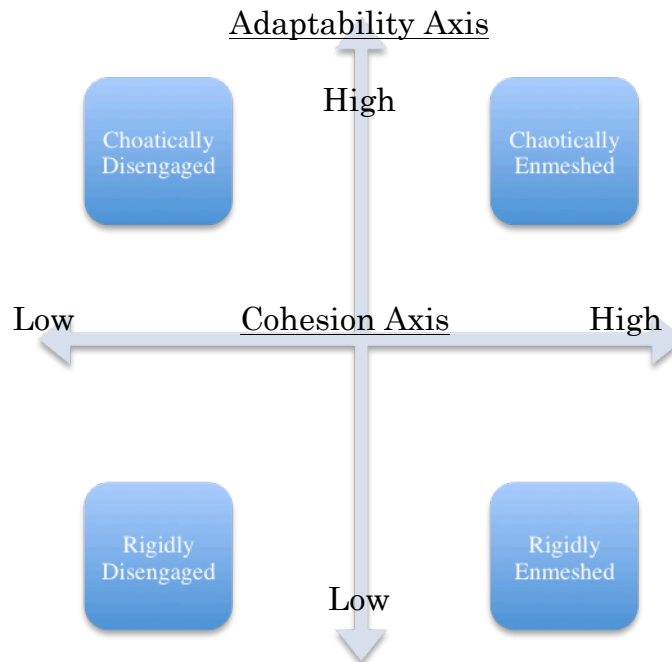 Adaptability Axis
High
Choatically
Disengaged
Chaotically
Enmeshed
Low
Cohesion Axis
High
Rigidly
Disengaged
Rigidly
Enmeshed
Low